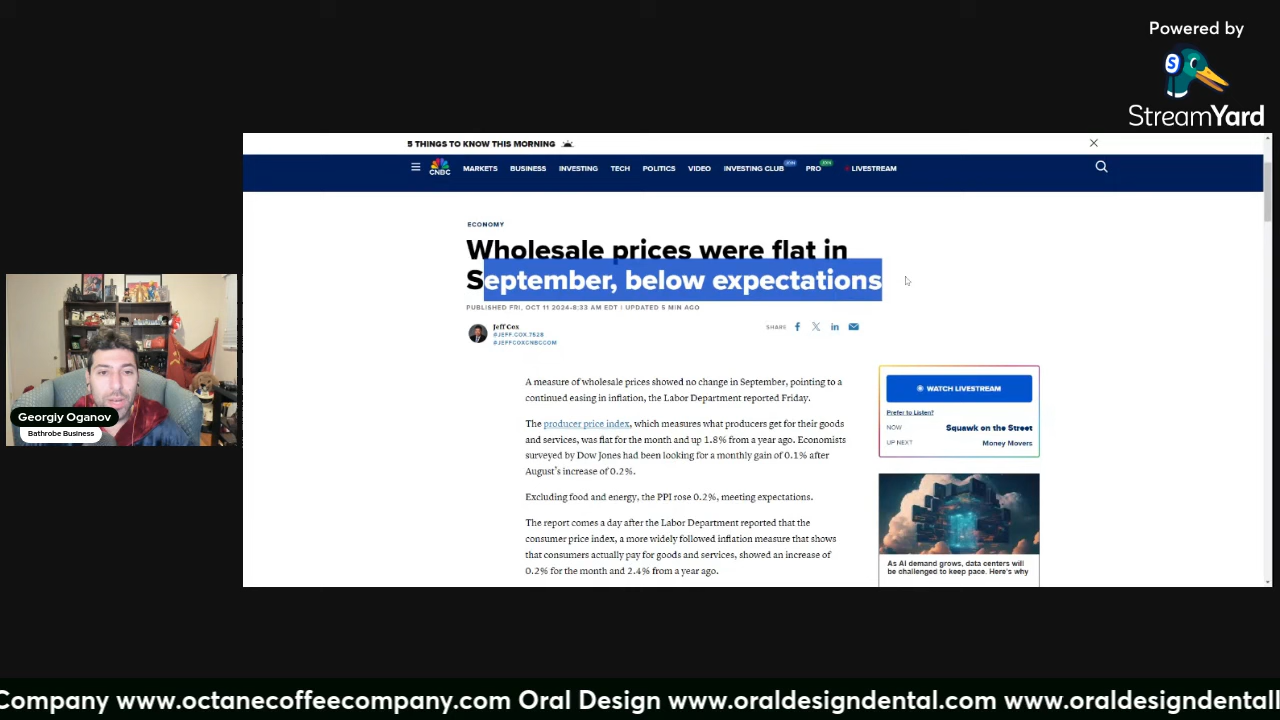 Powered by
StreamYard
5 THINGS TO KNOW THIS MORNING
CNBC
MARKETS BUSINESS INVESTING TECH POLITICS VIDEO INVESTING CLUB JOIN PRO JOIN LIVESTREAM
ECONOMY
Wholesale prices were flat in
September, below expectations
PUBLISHED FRI, OCT 11 2024 8:33 AM EDT | UPDATED 5 MIN AGO
Jeff Cox
@JEFF.COX.7528
@JEFFCOXCNBCCOM
SHARE
A measure of wholesale prices showed no change in September, pointing to a
continued easing in inflation, the Labor Department reported Friday.
The producer price index, which measures what producers get for their goods
and services, was flat for the month and up 1.8% from a year ago. Economists
surveyed by Dow Jones had been looking for a monthly gain of 0.1% after
August's increase of 0.2%.
Excluding food and energy, the PPI rose 0.2%, meeting expectations.
The report comes a day after the Labor Department reported that the
consumer price index, a more widely followed inflation measure that shows
that consumers actually pay for goods and services, showed an increase of
0.2% for the month and 2.4% from a year ago.
WATCH LIVESTREAM
Prefer to Listen?
NOW Squawk on the Street
UP NEXT Money Movers
As AI demand grows, data centers will
be challenged to keep pace. Here's why
Georgiy Oganov
Bathrobe Business
Company www.octanecoffeecompany.com Oral Design www.oraldesigndental.com www.oraldesigndentall